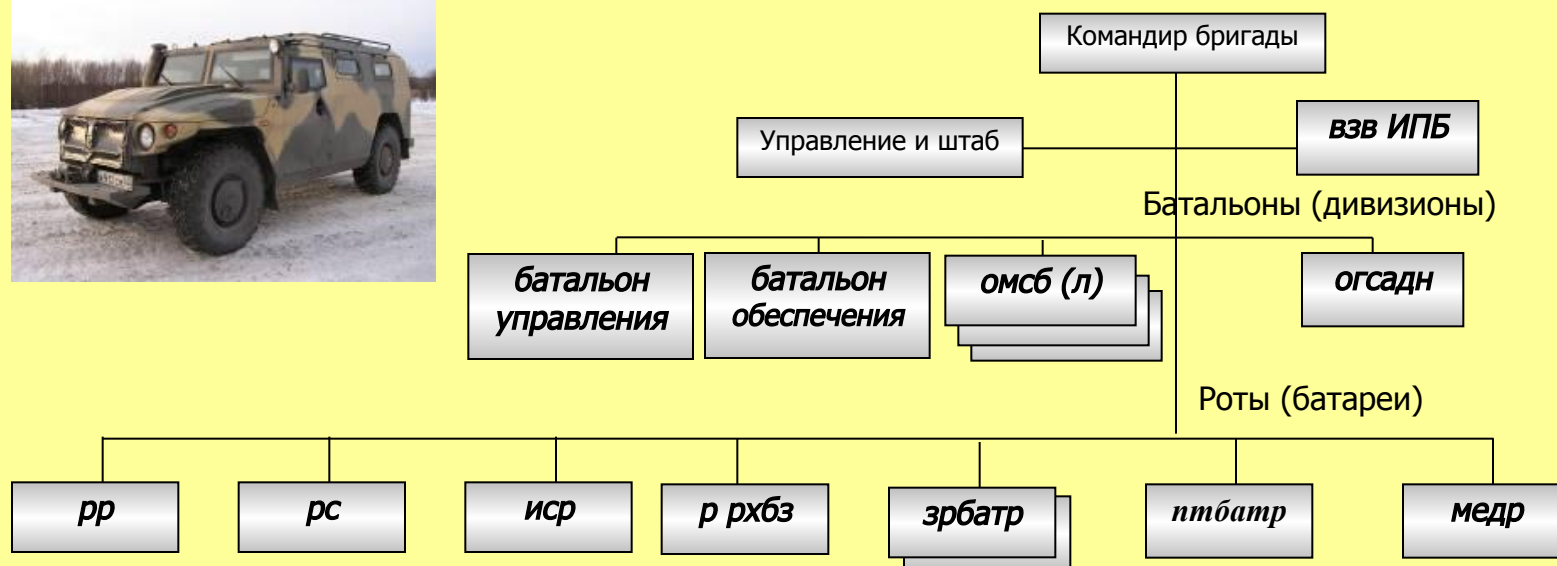 Командир бригады
Управление и штаб
взв ИПБ
Батальоны (дивизионы)
батальон
управления
батальон
обеспечения
омсб (л)
огсадн
Роты (батареи)
рр
рс
иср
р рхбз
зрбатр
птбатр
медр